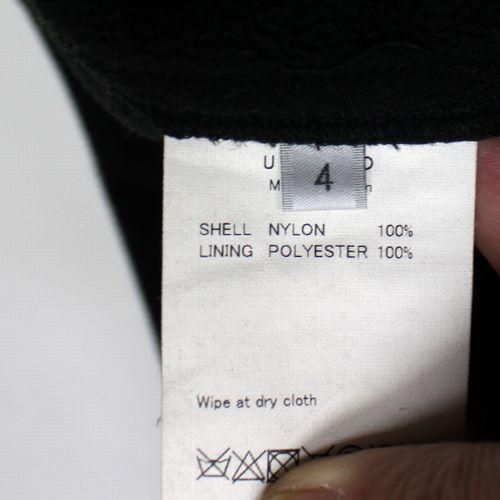 4
SHELL NYLON 100%
LINING POLYESTER 100%
Wipe at dry cloth